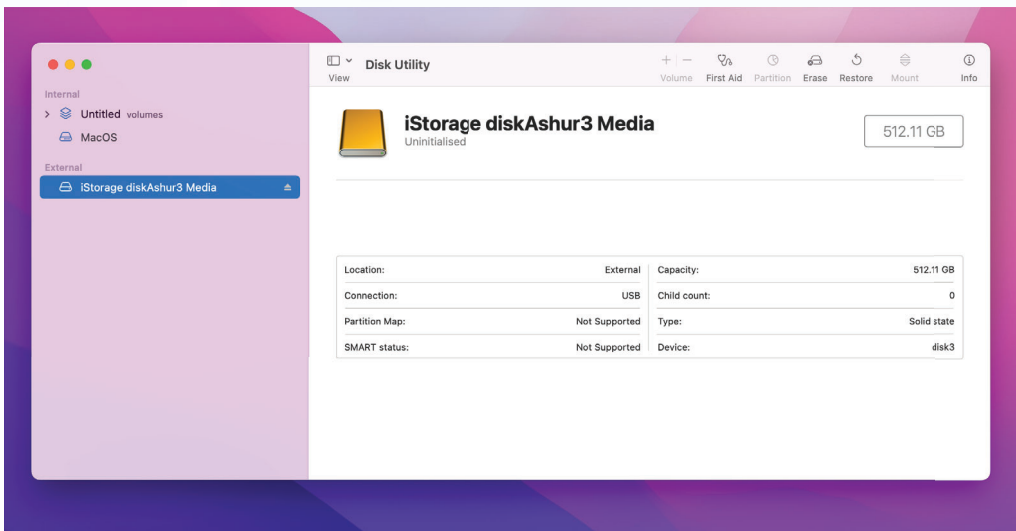 Disk Utility
View
Volume First Aid Partition Erase Restore Mount Info
Internal
Untitled volumes
MacOS
External
iStorage diskAshur3 Media
iStorage diskAshur3 Media
Uninitialised
512.11 GB
Location: External
Capacity: 512.11 GB
Connection: USB
Child count: 0
Partition Map: Not Supported
Type: Solid state
SMART status: Not Supported
Device: disk3